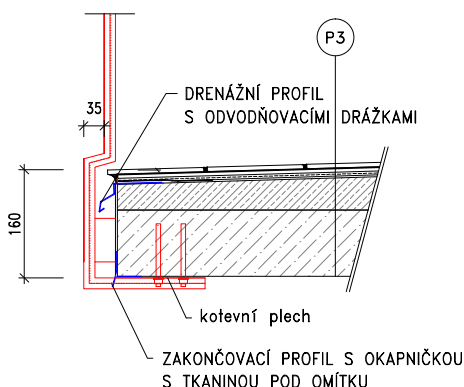 P3
DRENÁŽNÍ PROFIL
S ODVODŇOVACÍMI DRÁŽKAMI
35
160
kotevní plech
ZAKONČOVACÍ PROFIL S OKAPNIČKOU
S TKANINOU POD OMÍTKU